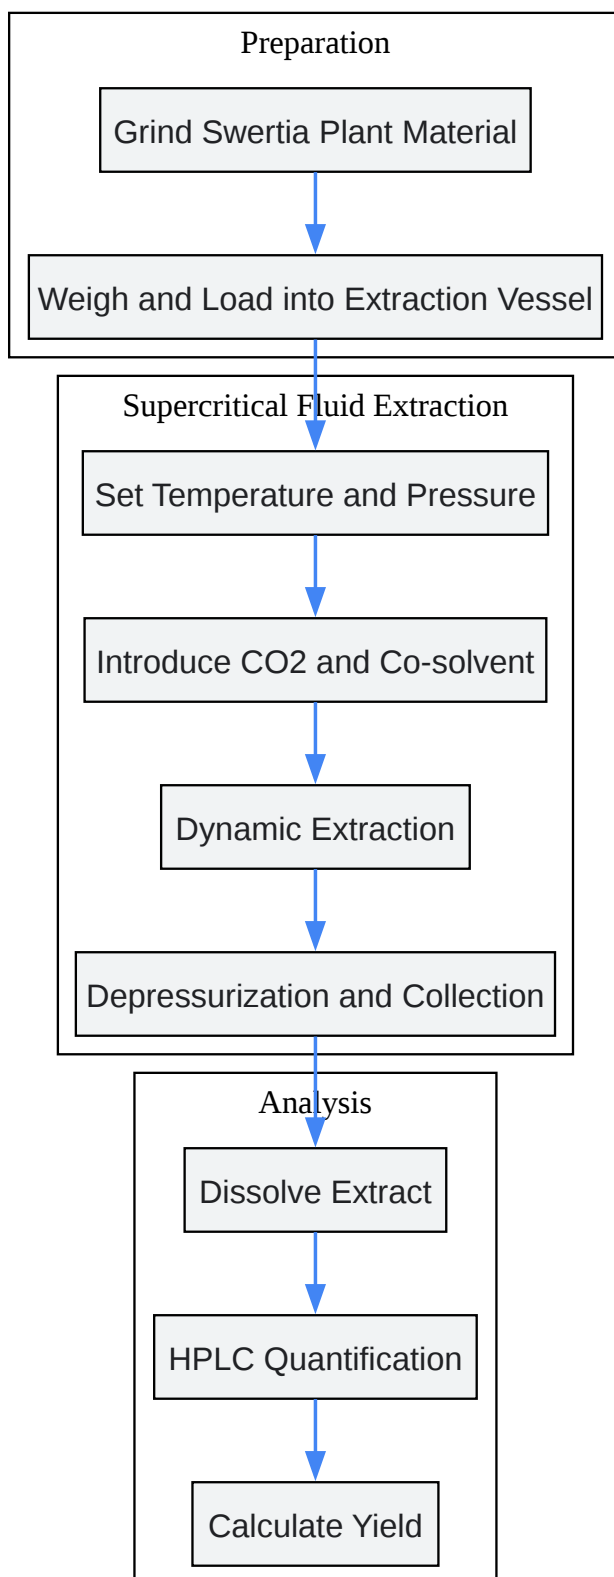 Preparation
Grind Swertia Plant Material
Weigh and Load into Extraction Vessel
Supercritical Fluid Extraction
Set Temperature and Pressure
Introduce CO2 and Co-solvent
Dynamic Extraction
Depressurization and Collection
Analysis
Dissolve Extract
HPLC Quantification
Calculate Yield